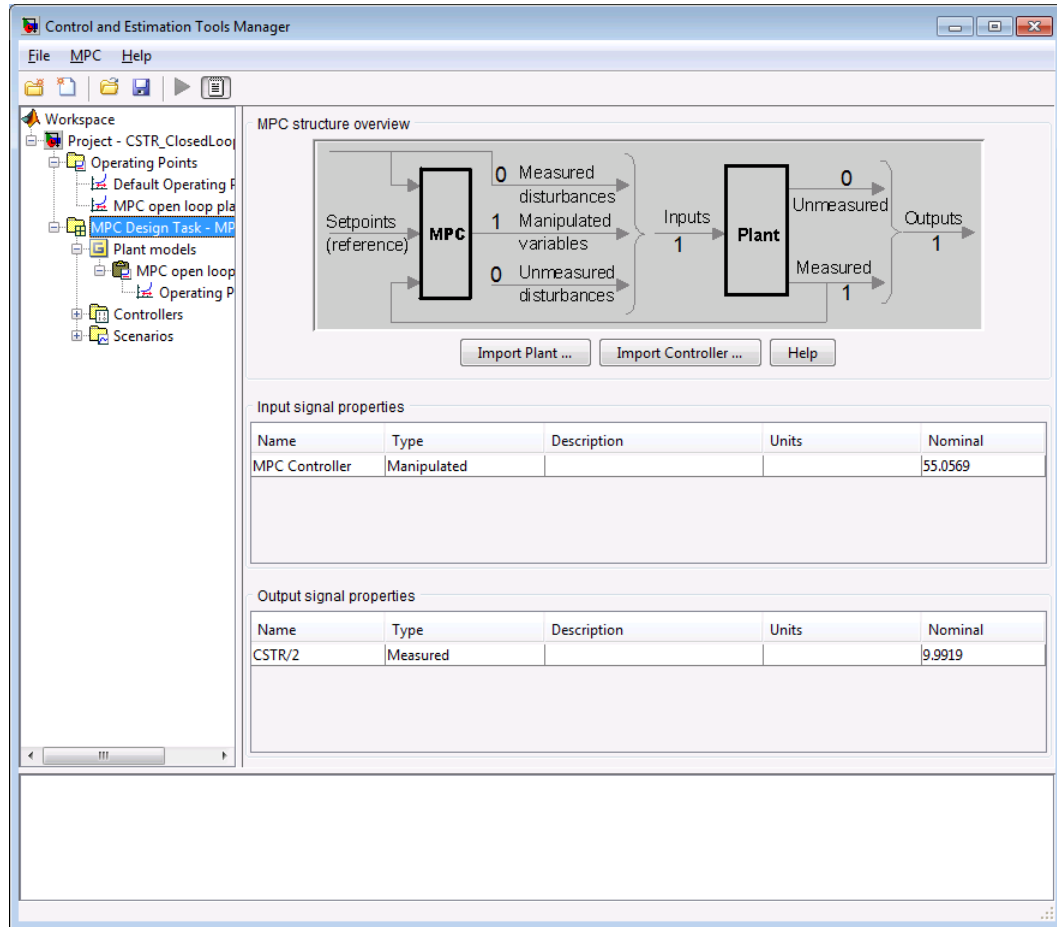 Control and Estimation Tools Manager
File MPC Help
Workspace
Project - CSTR_ClosedLoo
Operating Points
Default Operating P
MPC open loop pla
MPC Design Task - MP
Plant models
MPC open loop
Operating P
Controllers
Scenarios
MPC structure overview
Setpoints
(reference)
MPC
0 Measured
disturbances
1 Manipulated
variables
0 Unmeasured
disturbances
Inputs
1
Plant
0
Unmeasured
Measured
1
Outputs
1
Import Plant ... Import Controller ... Help
Input signal properties
Name Type Description Units Nominal
MPC Controller Manipulated 55.0569
Output signal properties
Name Type Description Units Nominal
CSTR/2 Measured 9.9919